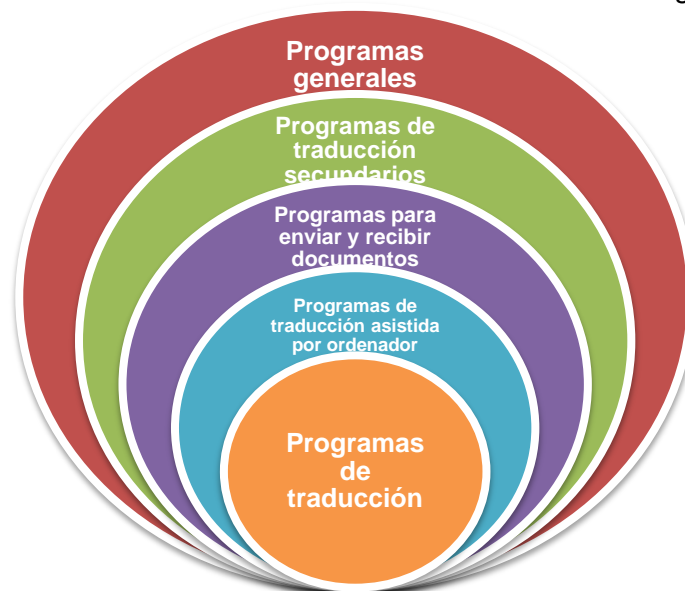 Programas
generales
Programas de
traducción
secundarios
Programas para
enviar y recibir
documentos
Programas de
traducción asistida
por ordenador
Programas
de
traducción